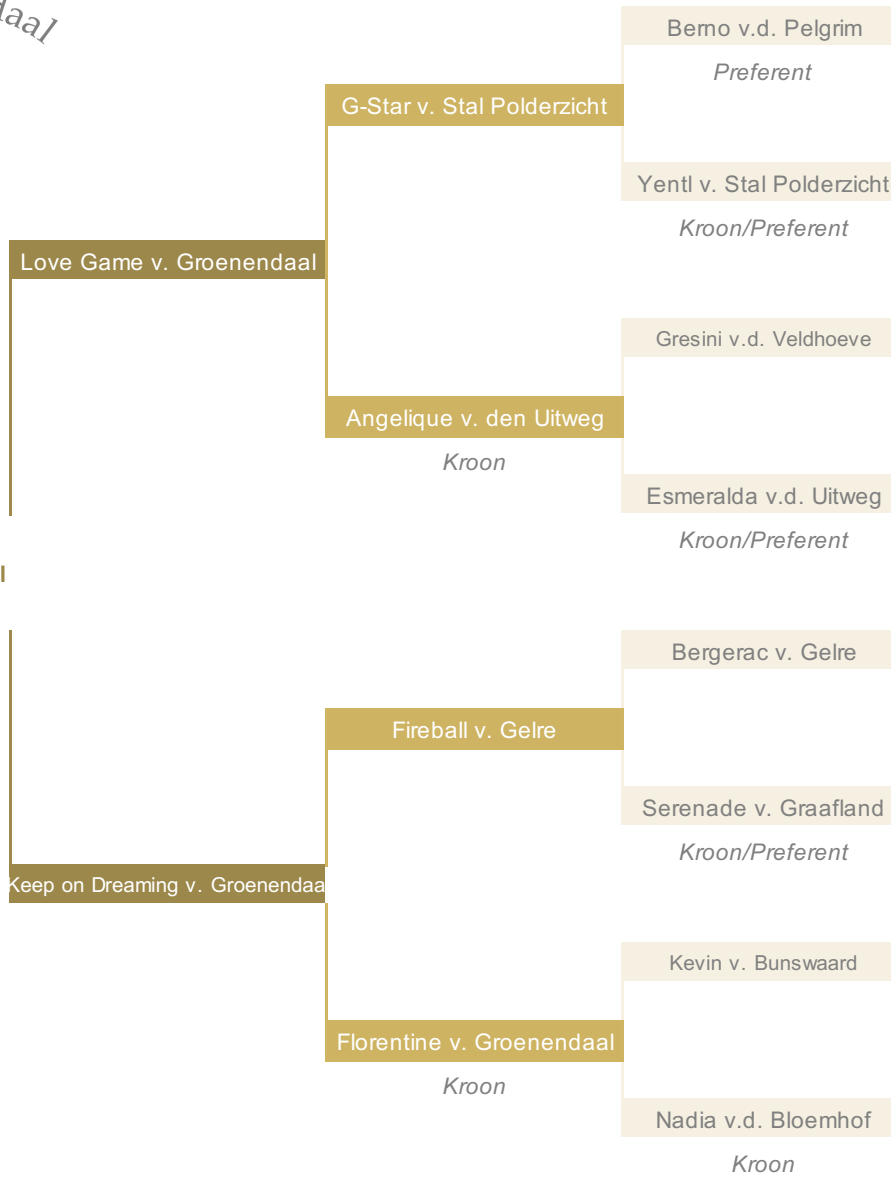 Berno v.d. Pelgrim
Preferent
G-Star v. Stal Polderzicht
Yentl v. Stal Polderzicht
Kroon/Preferent
Love Game v. Groenendaal
Gresini v.d. Veldhoeve
Angelique v. den Uitweg
Kroon
Esmeralda v.d. Uitweg
Kroon/Preferent
Bergerac v. Gelre
Fireball v. Gelre
Serenade v. Graafland
Kroon/Preferent
Keep on Dreaming v. Groenendaa
Kevin v. Bunswaard
Florentine v. Groenendaal
Kroon
Nadia v.d. Bloemhof
Kroon